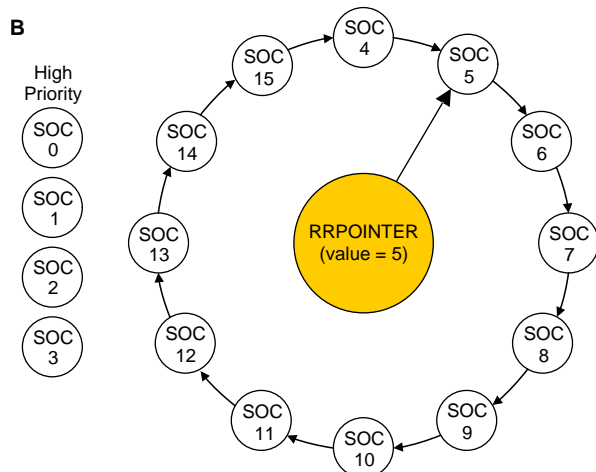 B
High
Priority
SOC
0
SOC
1
SOC
2
SOC
3
SOC
4
SOC
5
SOC
6
SOC
7
SOC
8
SOC
9
SOC
10
SOC
11
SOC
12
SOC
13
SOC
14
SOC
15
RRPOINTER
(value = 5)